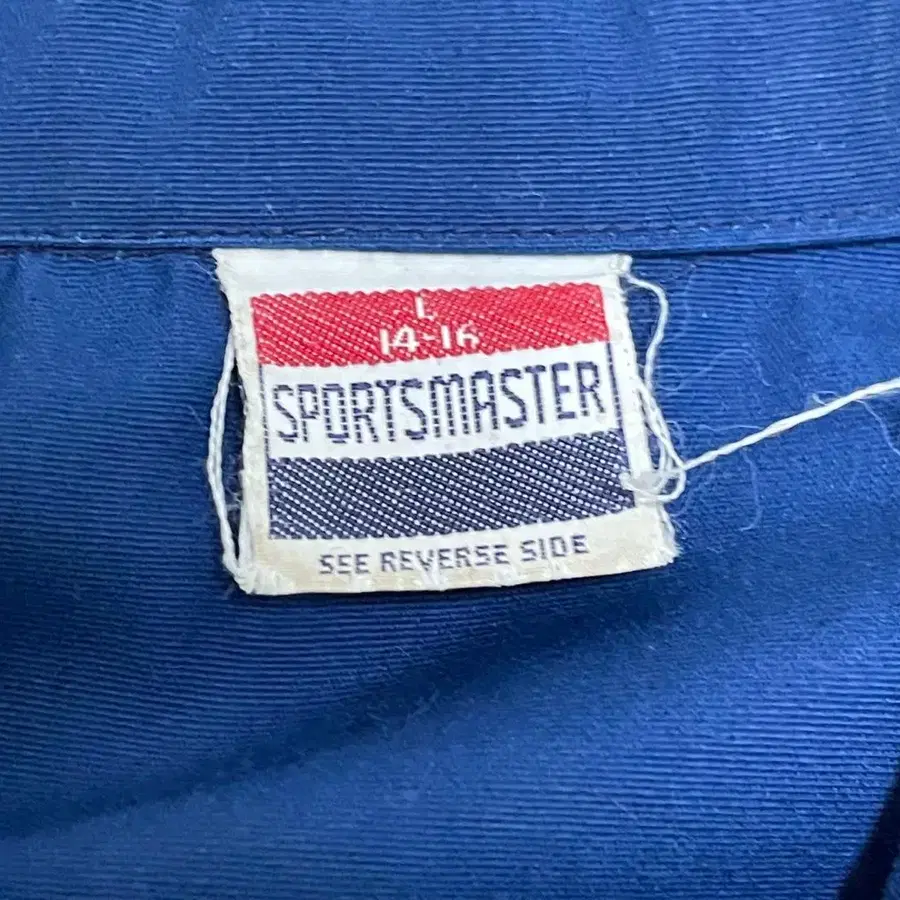 L
14-16
SPORTSMASTER
SEE REVERSE SIDE